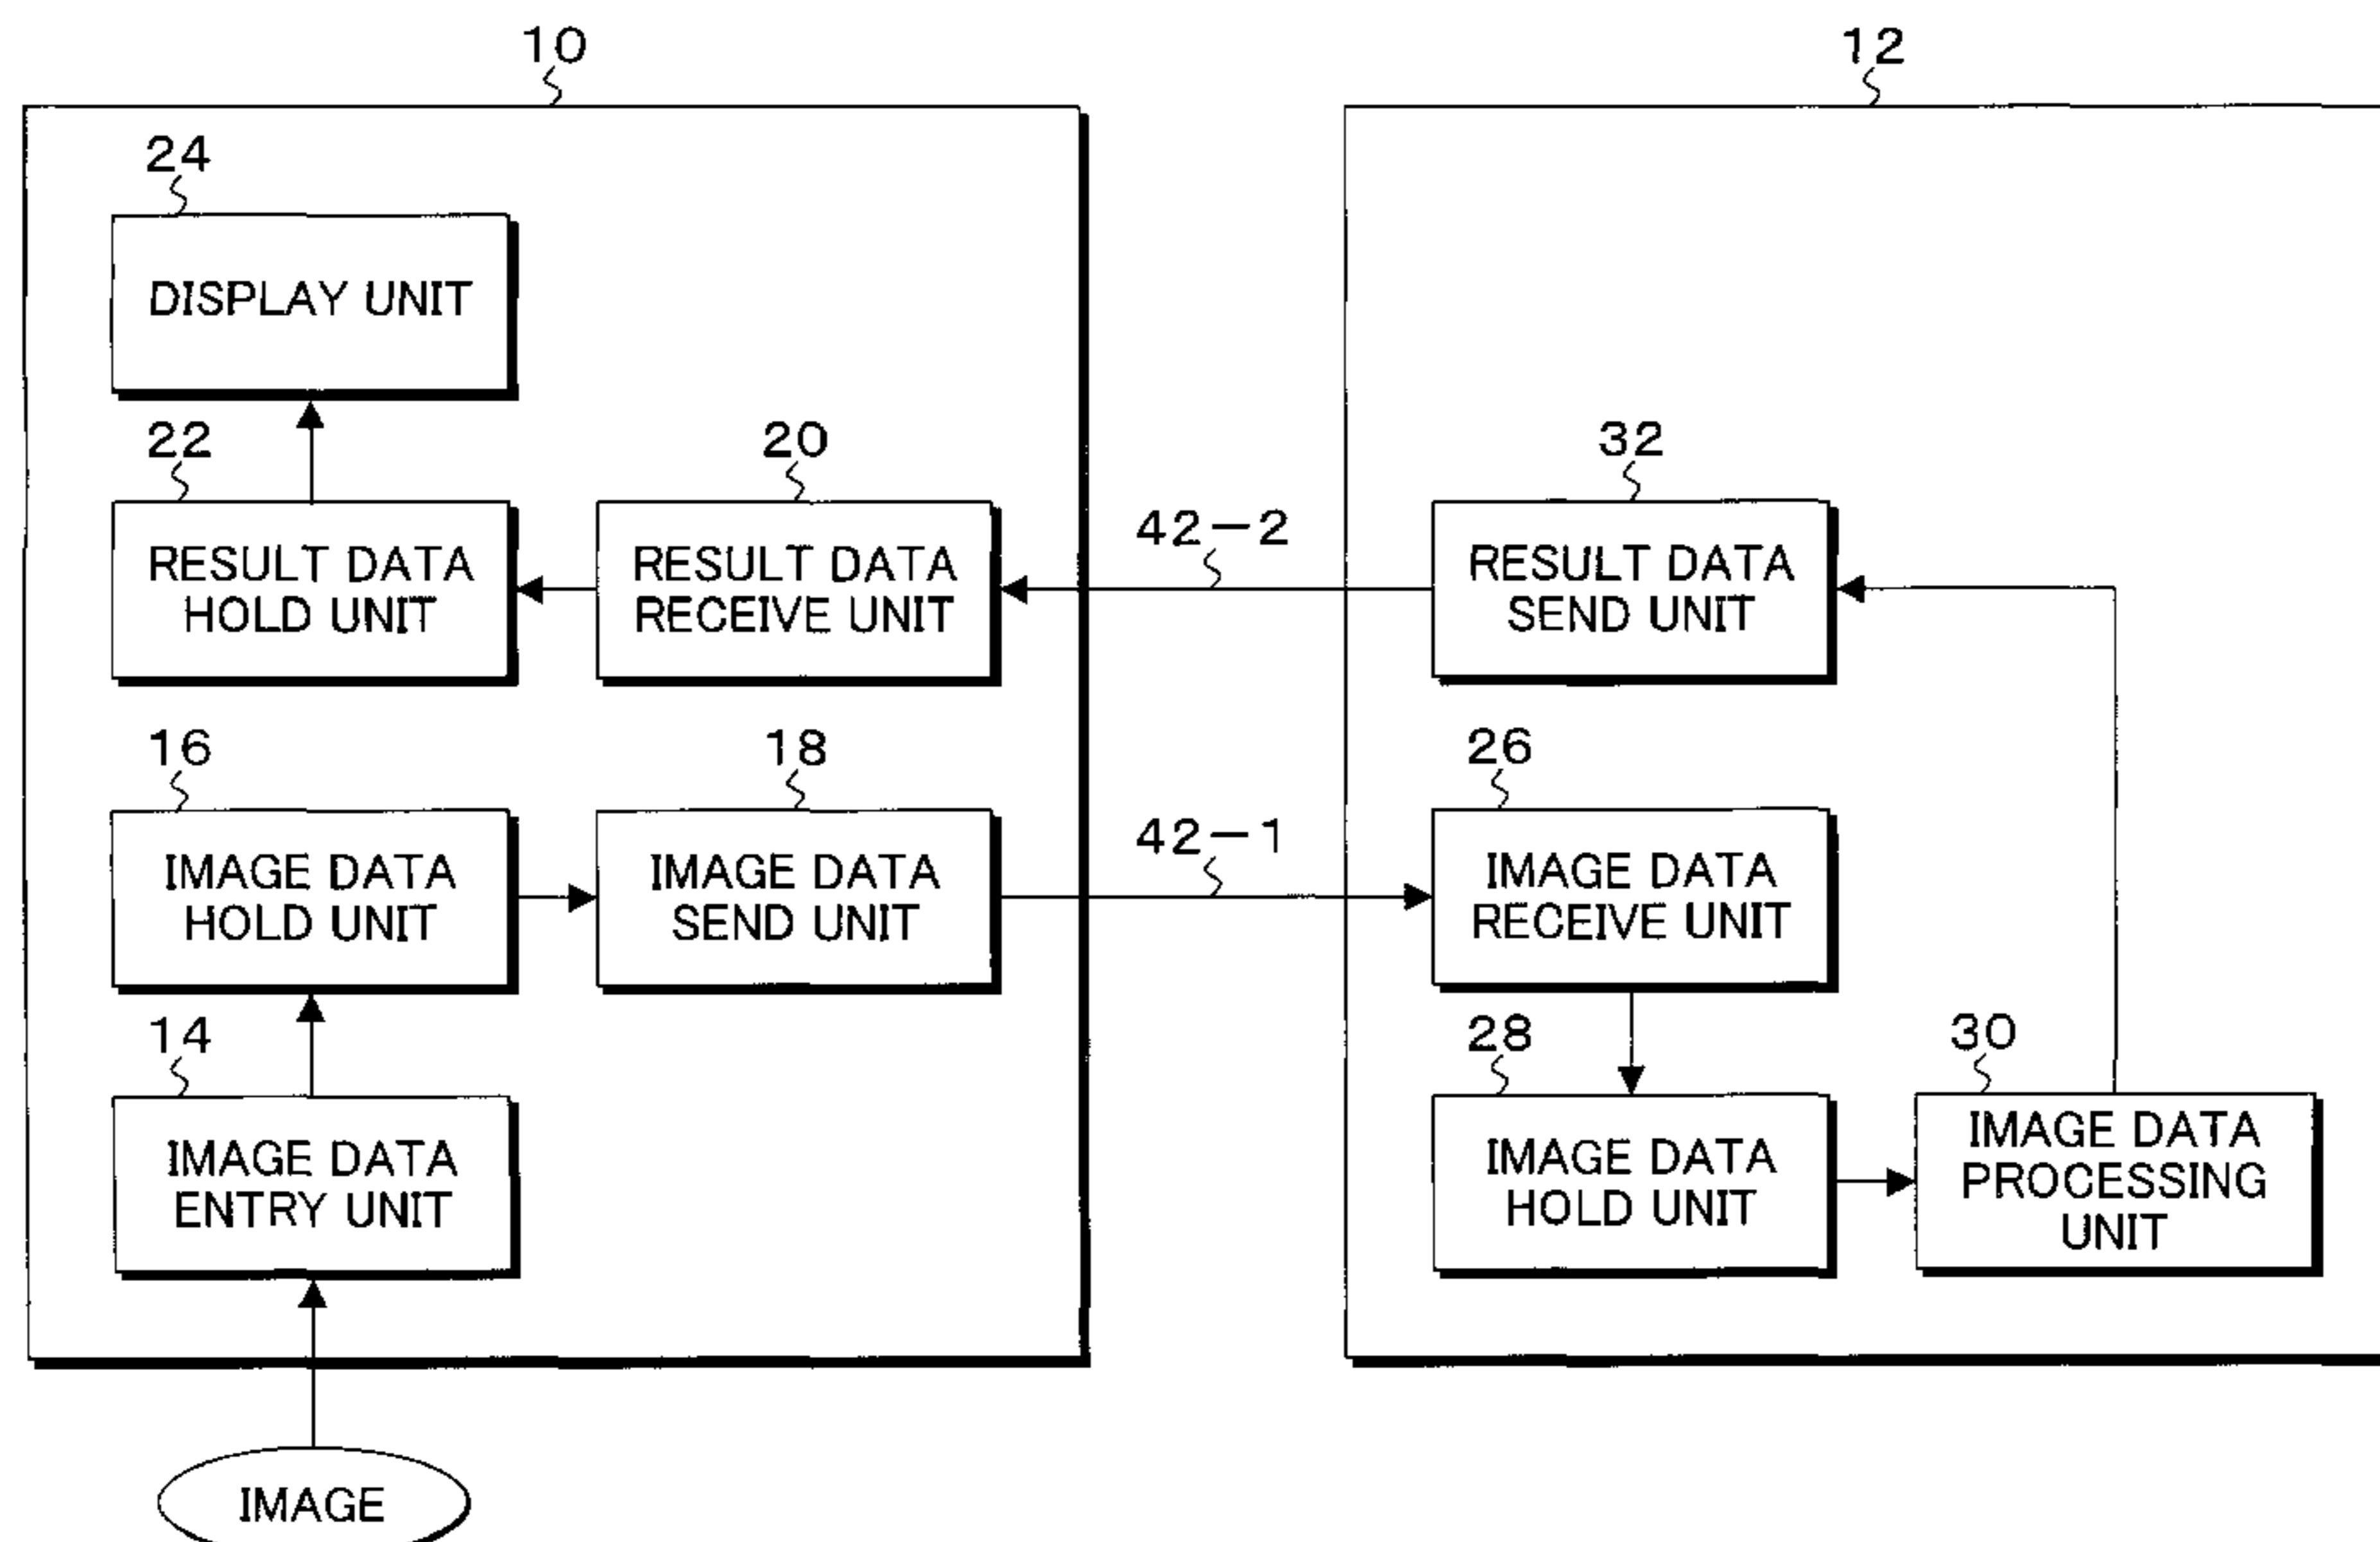 10
12
24
DISPLAY UNIT
22
20
42-2
32
RESULT DATA
HOLD UNIT
RESULT DATA
RECEIVE UNIT
RESULT DATA
SEND UNIT
16
18
42-1
26
IMAGE DATA
HOLD UNIT
IMAGE DATA
SEND UNIT
IMAGE DATA
RECEIVE UNIT
14
28
30
IMAGE DATA
ENTRY UNIT
IMAGE DATA
HOLD UNIT
IMAGE DATA
PROCESSING
UNIT
IMAGE